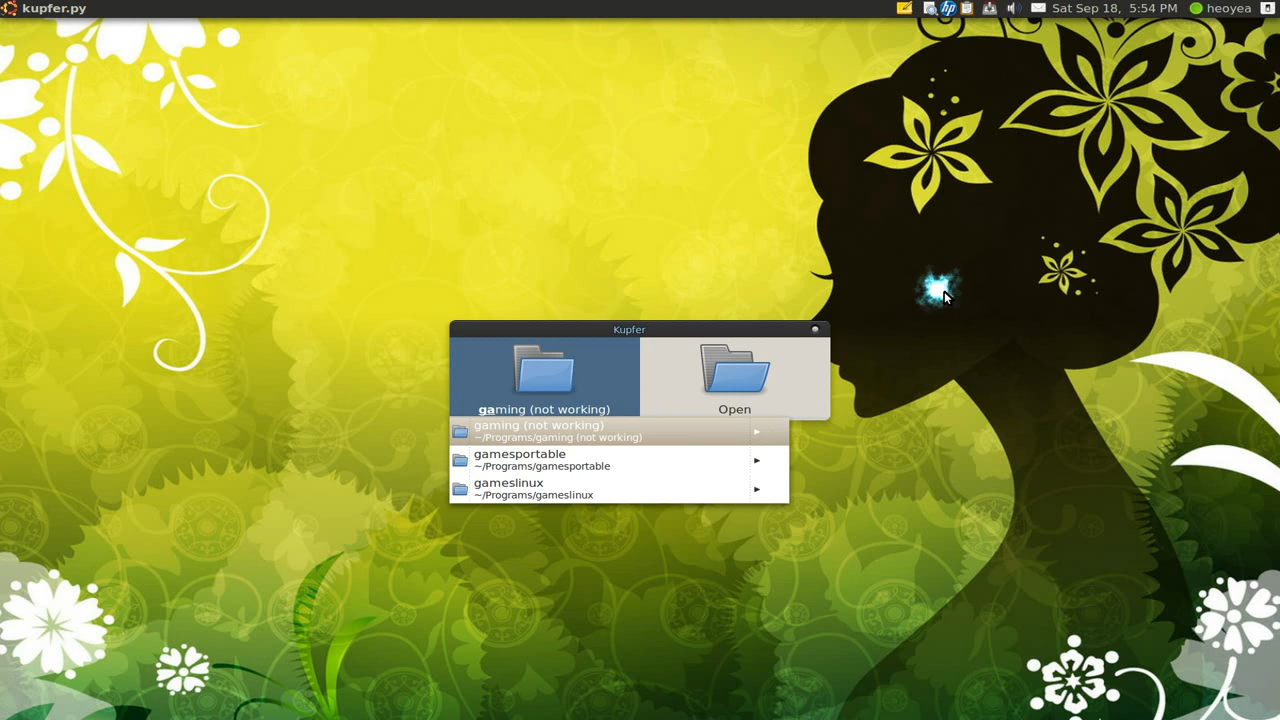 kupfer.py
hp
Sat Sep 18, 5:54 PM
heoyea
Kupfer
gaming (not working)
Open
gaming (not working)
~/Programs/gaming (not working)
gamesportable
~/Programs/gamesportable
gameslinux
~/Programs/gameslinux